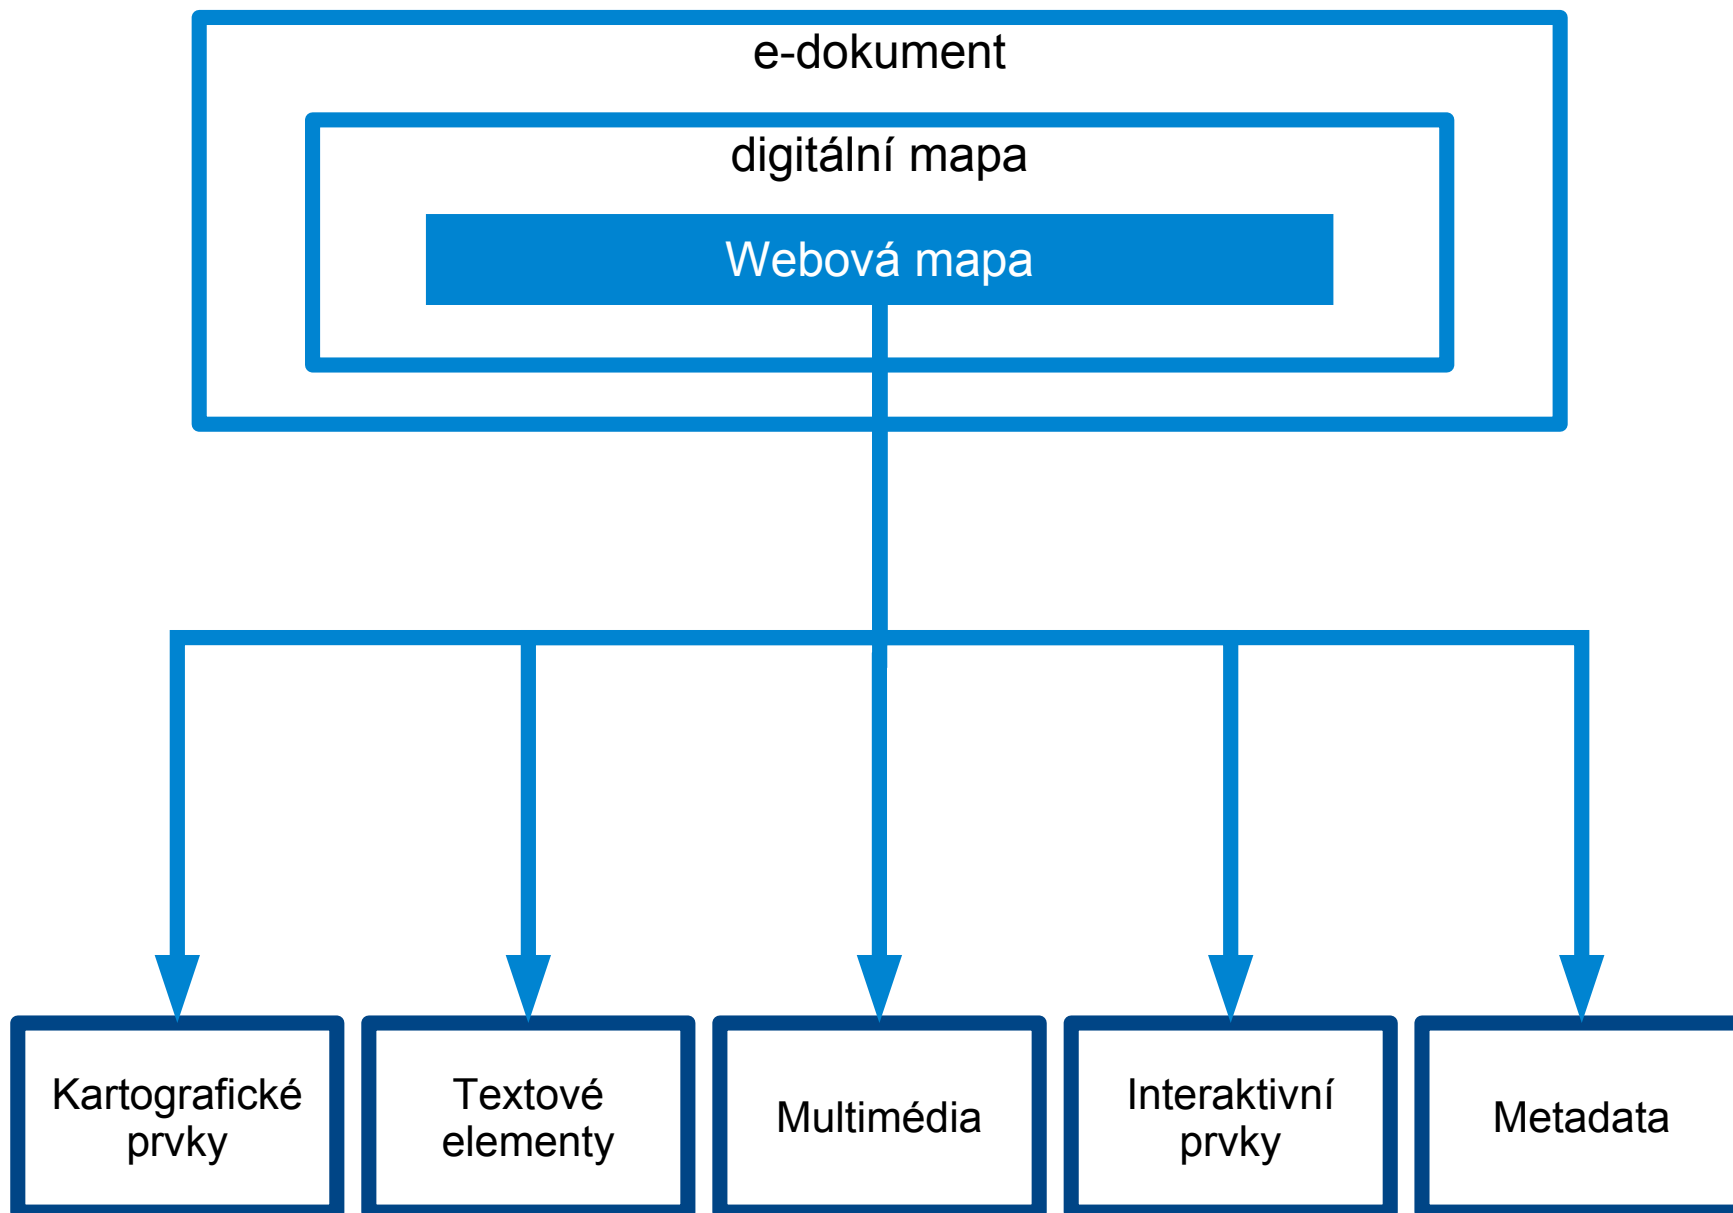 e-dokument
digitální mapa
Webová mapa
Kartografické
prvky
Textové
elementy
Multimédia
Interaktivní
prvky
Metadata